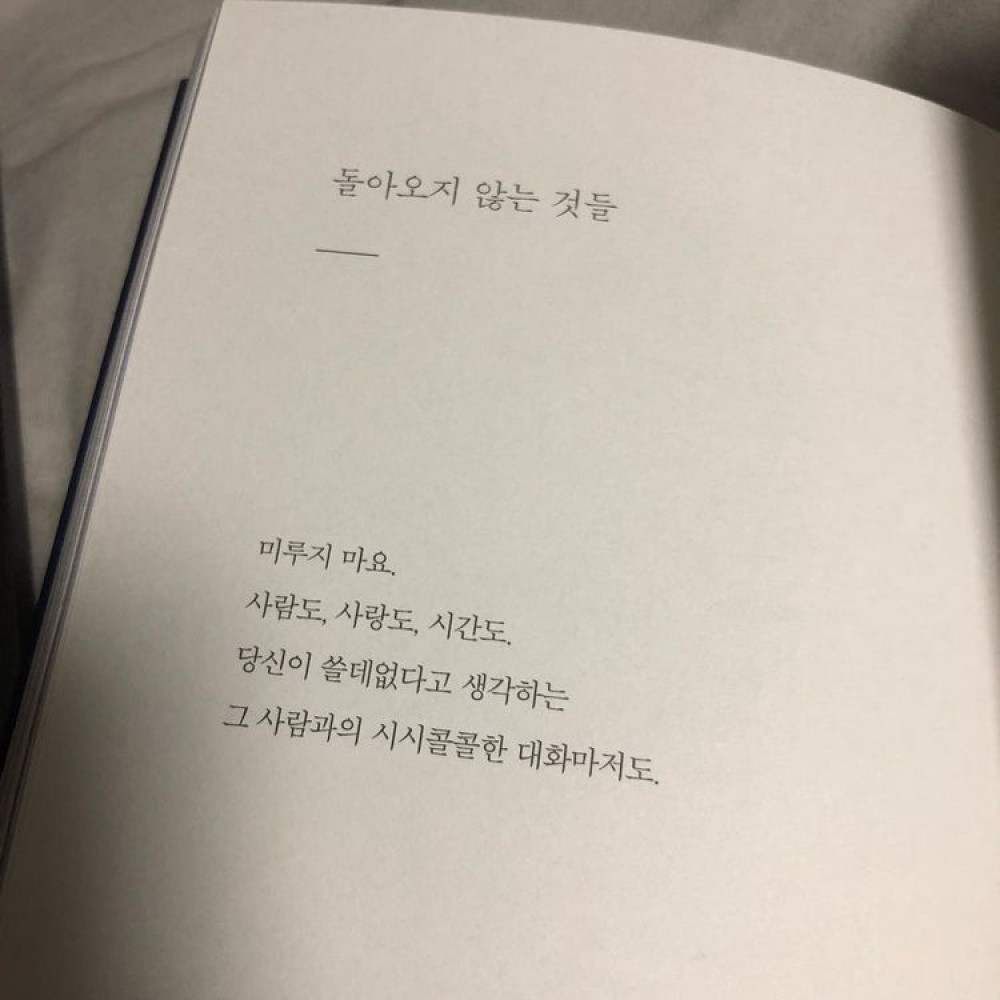 돌아오지 않는 것들
미루지 마요.
사람도, 사랑도, 시간도.
당신이 쓸데없다고 생각하는
그 사람과의 시시콜콜한 대화마저도.